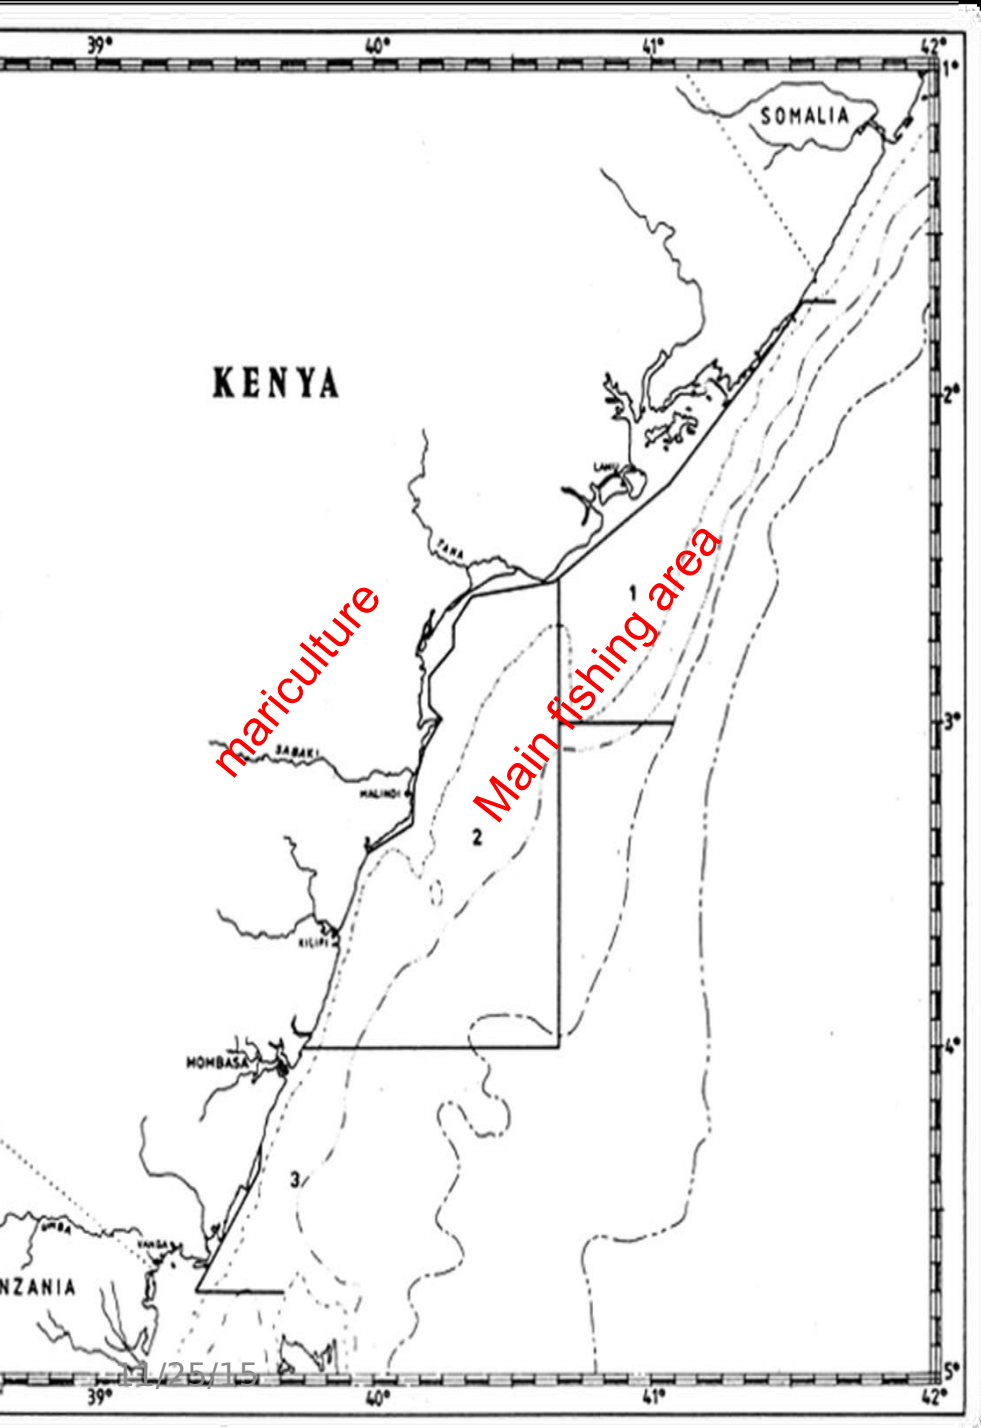 39° 40° 41° 42°
1°
SOMALIA
KENYA
2°
LAMU
TANA
1
mariculture
Main fishing area
3°
SABAKI
MALINDI
2
KILIFI
4°
MOMBASA
3
UMBA
VANGA
NZANIA
11/25/15
5°
39° 40° 41° 42°